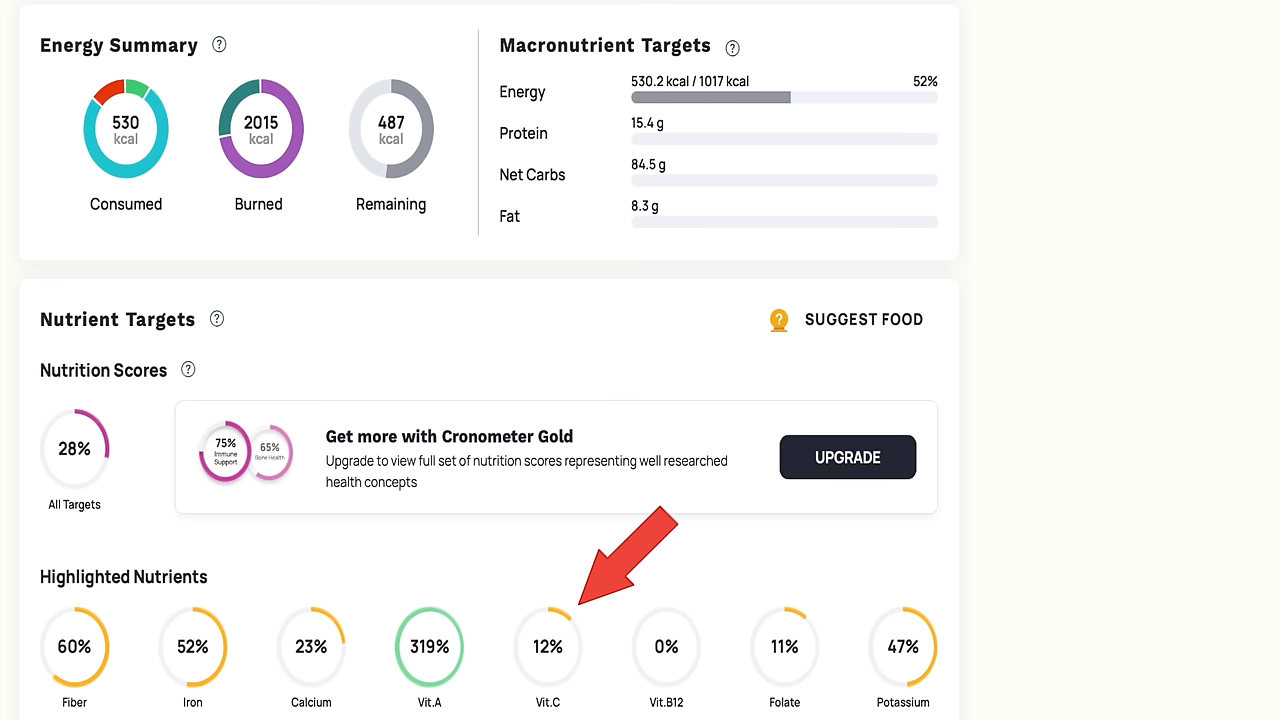 Energy Summary ?
530
kcal
Consumed
2015
kcal
Burned
487
kcal
Remaining
Macronutrient Targets ?
Energy
530.2 kcal / 1017 kcal 52%
Protein
15.4 g
Net Carbs
84.5 g
Fat
8.3 g
Nutrient Targets ?
? SUGGEST FOOD
Nutrition Scores ?
28%
All Targets
75%
Immune
Support
65%
Bone Health
Get more with Cronometer Gold
Upgrade to view full set of nutrition scores representing well researched
health concepts
UPGRADE
Highlighted Nutrients
60% 52% 23% 319% 12% 0% 11% 47%
Fiber Iron Calcium Vit.A Vit.C Vit.B12 Folate Potassium